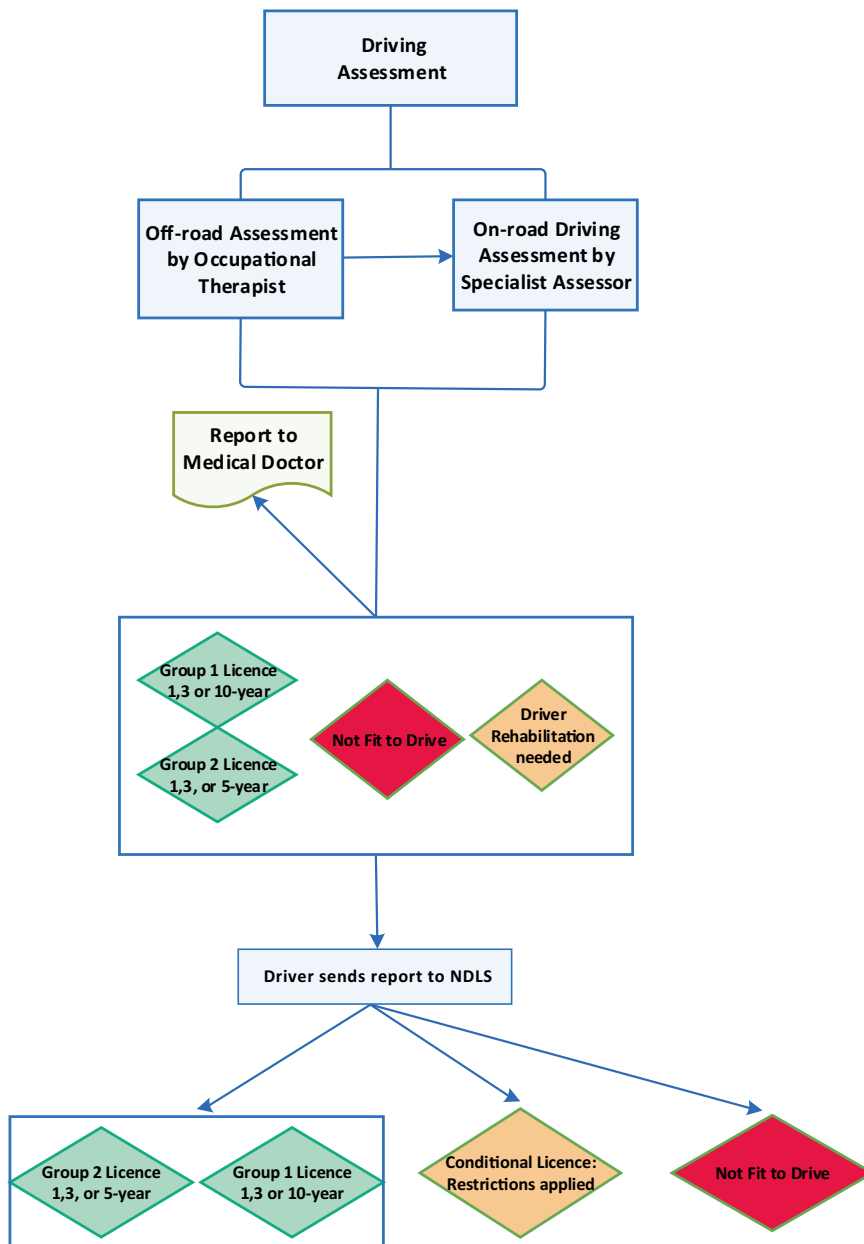 Driving
Assessment
Off-road Assessment
by Occupational
Therapist
On-road Driving
Assessment by
Specialist Assessor
Report to
Medical Doctor
Group 1 Licence
1,3 or 10-year
Group 2 Licence
1,3, or 5-year
Not Fit to Drive
Driver
Rehabilitation
needed
Driver sends report to NDLS
Group 2 Licence
1,3, or 5-year
Group 1 Licence
1,3 or 10-year
Conditional Licence:
Restrictions applied
Not Fit to Drive